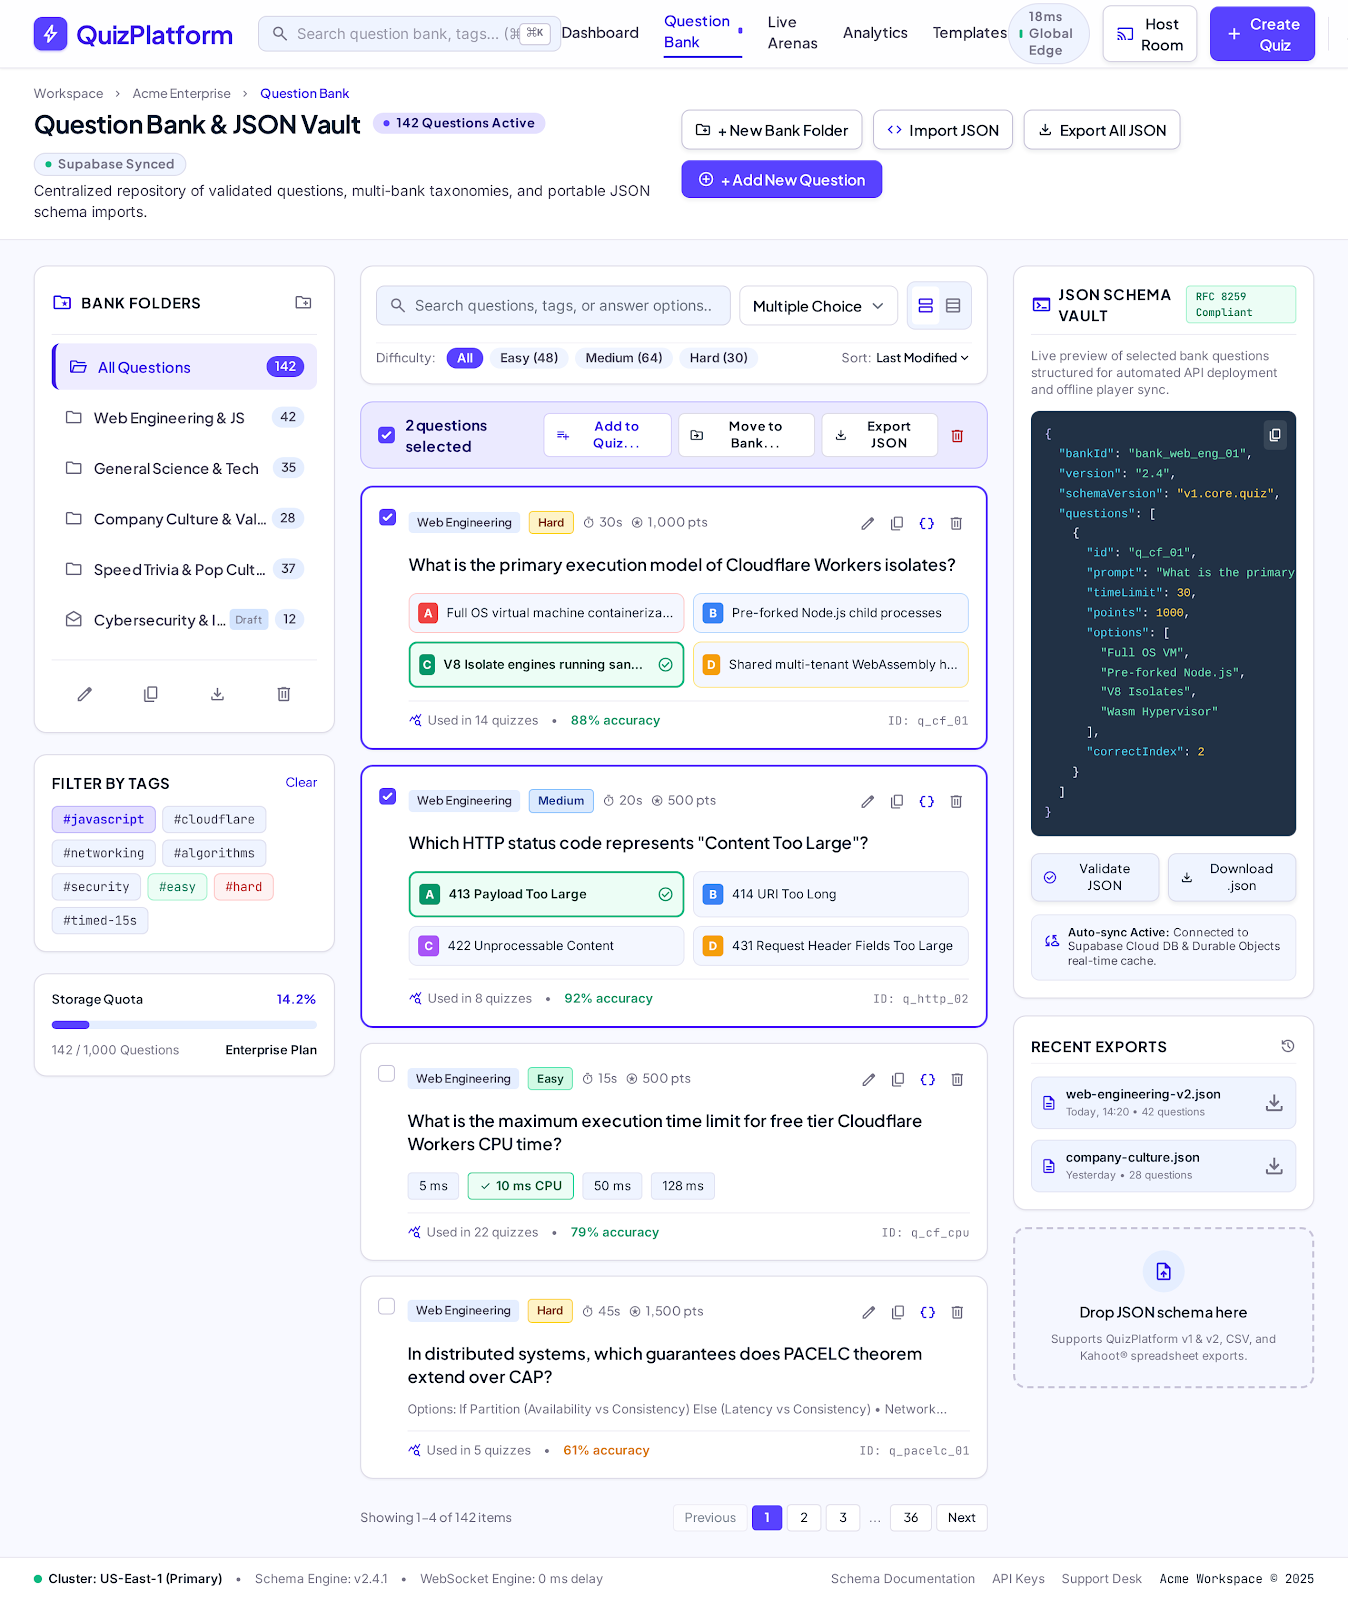 QuizPlatform
Search question bank, tags... (⌘
⌘K
Dashboard
Question
Bank
Live
Arenas
Analytics
Templates
18ms
Global
Edge
Host
Room
Create
Quiz
Workspace > Acme Enterprise > Question Bank
Question Bank & JSON Vault
142 Questions Active
Supabase Synced
Centralized repository of validated questions, multi-bank taxonomies, and portable JSON
schema imports.
+ New Bank Folder
Import JSON
Export All JSON
+ Add New Question
BANK FOLDERS
All Questions 142
Web Engineering & JS 42
General Science & Tech 35
Company Culture & Val... 28
Speed Trivia & Pop Cult... 37
Cybersecurity & I... Draft 12
FILTER BY TAGS Clear
#javascript #cloudflare
#networking #algorithms
#security #easy #hard
#timed-15s
Storage Quota 14.2%
142 / 1,000 Questions Enterprise Plan
Search questions, tags, or answer options..
Multiple Choice
Difficulty: All Easy (48) Medium (64) Hard (30) Sort: Last Modified
2 questions
selected
Add to
Quiz...
Move to
Bank...
Export
JSON
Web Engineering Hard 30s 1,000 pts
What is the primary execution model of Cloudflare Workers isolates?
A Full OS virtual machine containeriza...
B Pre-forked Node.js child processes
C V8 Isolate engines running san...
D Shared multi-tenant WebAssembly h...
Used in 14 quizzes • 88% accuracy ID: q_cf_01
Web Engineering Medium 20s 500 pts
Which HTTP status code represents "Content Too Large"?
A 413 Payload Too Large
B 414 URI Too Long
C 422 Unprocessable Content
D 431 Request Header Fields Too Large
Used in 8 quizzes • 92% accuracy ID: q_http_02
Web Engineering Easy 15s 500 pts
What is the maximum execution time limit for free tier Cloudflare
Workers CPU time?
5 ms ✓ 10 ms CPU 50 ms 128 ms
Used in 22 quizzes • 79% accuracy ID: q_cf_cpu
Web Engineering Hard 45s 1,500 pts
In distributed systems, which guarantees does PACELC theorem
extend over CAP?
Options: If Partition (Availability vs Consistency) Else (Latency vs Consistency) • Network...
Used in 5 quizzes • 61% accuracy ID: q_pacelc_01
Showing 1–4 of 142 items
Previous 1 2 3 ... 36 Next
JSON SCHEMA
VAULT
RFC 8259
Compliant
Live preview of selected bank questions
structured for automated API deployment
and offline player sync.
{
"bankId": "bank_web_eng_01",
"version": "2.4",
"schemaVersion": "v1.core.quiz",
"questions": [
{
"id": "q_cf_01",
"prompt": "What is the primary
"timeLimit": 30,
"points": 1000,
"options": [
"Full OS VM",
"Pre-forked Node.js",
"V8 Isolates",
"Wasm Hypervisor"
],
"correctIndex": 2
}
]
}
Validate
JSON
Download
.json
Auto-sync Active: Connected to
Supabase Cloud DB & Durable Objects
real-time cache.
RECENT EXPORTS
web-engineering-v2.json
Today, 14:20 • 42 questions
company-culture.json
Yesterday • 28 questions
Drop JSON schema here
Supports QuizPlatform v1 & v2, CSV, and
Kahoot® spreadsheet exports.
Cluster: US-East-1 (Primary) • Schema Engine: v2.4.1 • WebSocket Engine: 0 ms delay
Schema Documentation API Keys Support Desk Acme Workspace © 2025